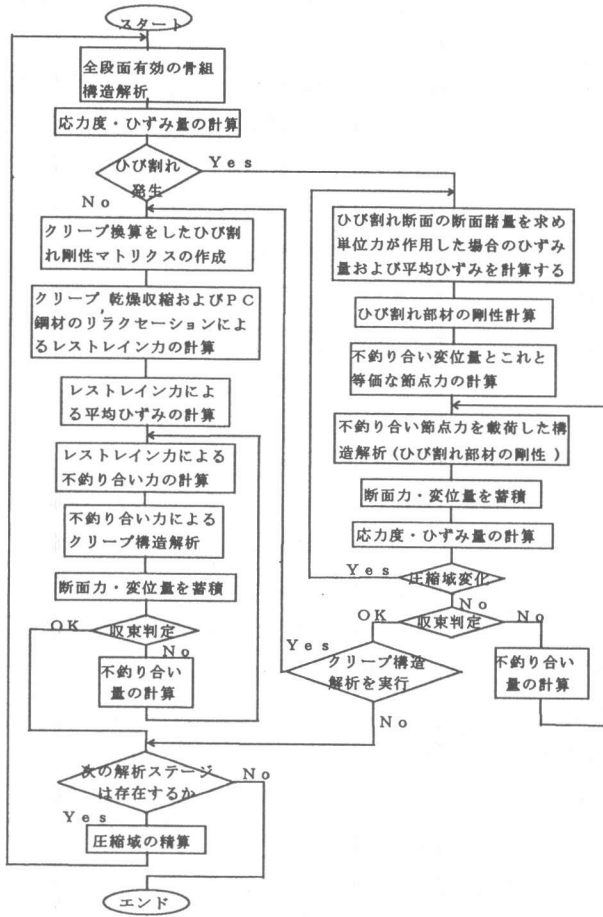 スタート
全段面有効の骨組
構造解析
応力度・ひずみ量の計算
ひび割れ
発生
Yes
No
クリープ換算をしたひび割
れ剛性マトリクスの作成
クリープ,乾燥収縮およびPC
鋼材のリラクセーションによ
るレストレイン力の計算
レストレイン力によ
る平均ひずみの計算
レストレイン力による
不釣り合い力の計算
不釣り合い力による
クリープ構造解析
断面力・変位量を蓄積
OK
収束判定
No
不釣り合い
量の計算
ひび割れ断面の断面諸量を求め
単位力が作用した場合のひずみ
量および平均ひずみを計算する
ひび割れ部材の剛性計算
不釣り合い変位量とこれと
等価な節点力の計算
不釣り合い節点力を載荷した構
造解析(ひび割れ部材の剛性)
断面力・変位量を蓄積
応力度・ひずみ量の計算
Yes
圧縮域変化
No
OK
収束判定
No
不釣り合い
量の計算
Yes
クリープ構造
解析を実行
No
次の解析ステージ
は存在するか
No
Yes
圧縮域の精算
エンド